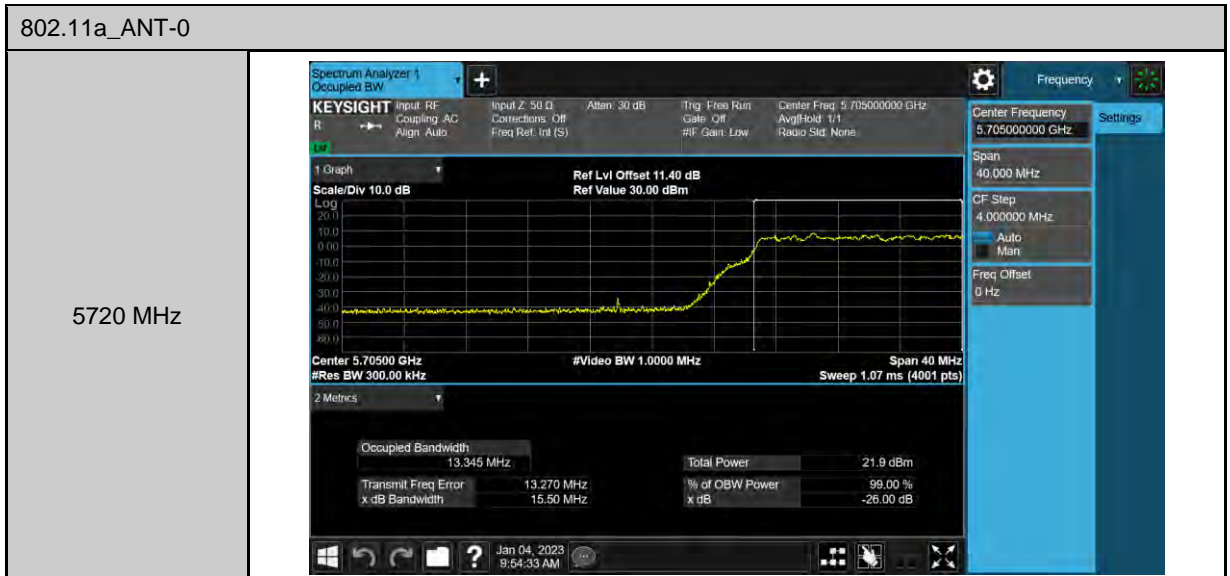 802.11a_ANT-0
5720 MHz
Spectrum Analyzer 1
Occupied BW
Frequency
KEYSIGHT
R
Input: RF
Coupling: AC
Align: Auto
Input Z: 50 Ω
Corrections: Off
Freq Ref: Int (S)
Atten: 30 dB
Trig: Free Run
Gate: Off
#IF Gain: Low
Center Freq: 5.705000000 GHz
Avg|Hold: 1/1
Radio Std: None
Center Frequency
5.705000000 GHz
Settings
Span
40.000 MHz
CF Step
4.000000 MHz
Auto
Man
Freq Offset
0 Hz
1 Graph
Scale/Div 10.0 dB
Ref Lvl Offset 11.40 dB
Ref Value 30.00 dBm
Log
20.0
10.0
0.00
-10.0
-20.0
-30.0
-40.0
-50.0
-60.0
Center 5.70500 GHz
#Video BW 1.0000 MHz
Span 40 MHz
#Res BW 300.00 kHz
Sweep 1.07 ms (4001 pts)
2 Metrics
Occupied Bandwidth
13.345 MHz
Total Power 21.9 dBm
Transmit Freq Error 13.270 MHz
% of OBW Power 99.00 %
x dB Bandwidth 15.50 MHz
x dB -26.00 dB
?
Jan 04, 2023
9:54:33 AM